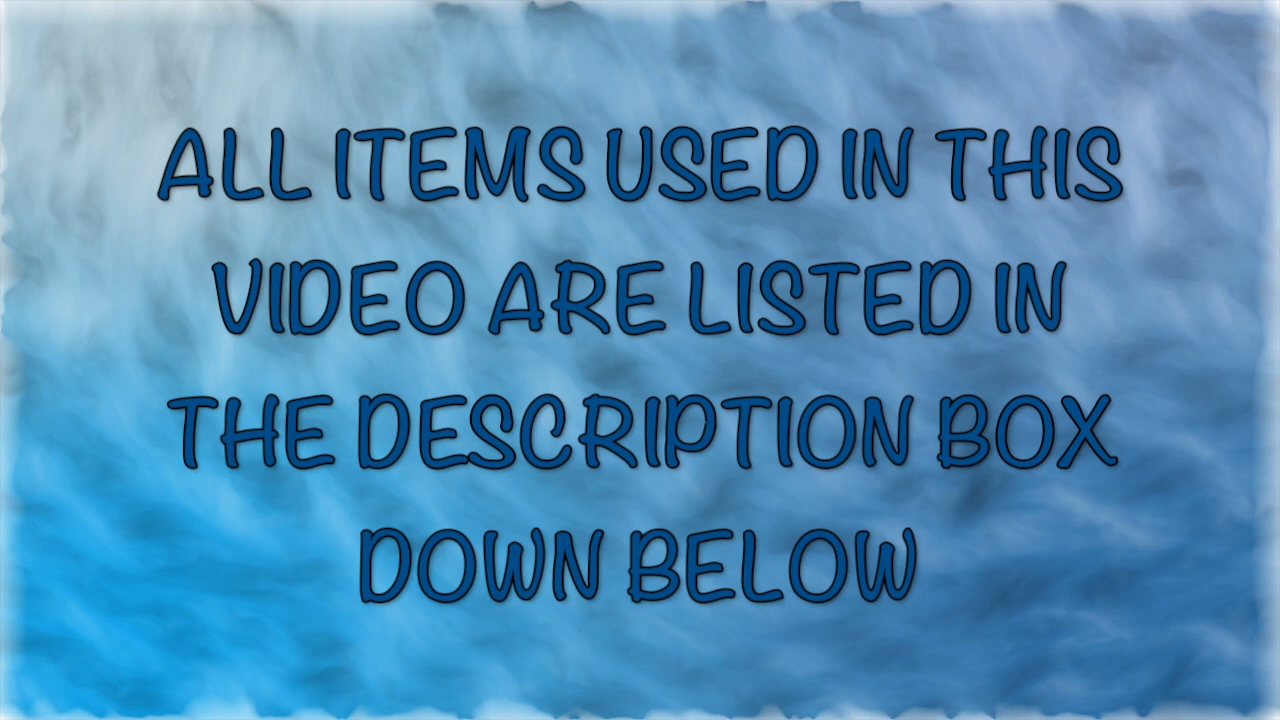 ALL ITEMS USED IN THIS
VIDEO ARE LISTED IN
THE DESCRIPTION BOX
DOWN BELOW